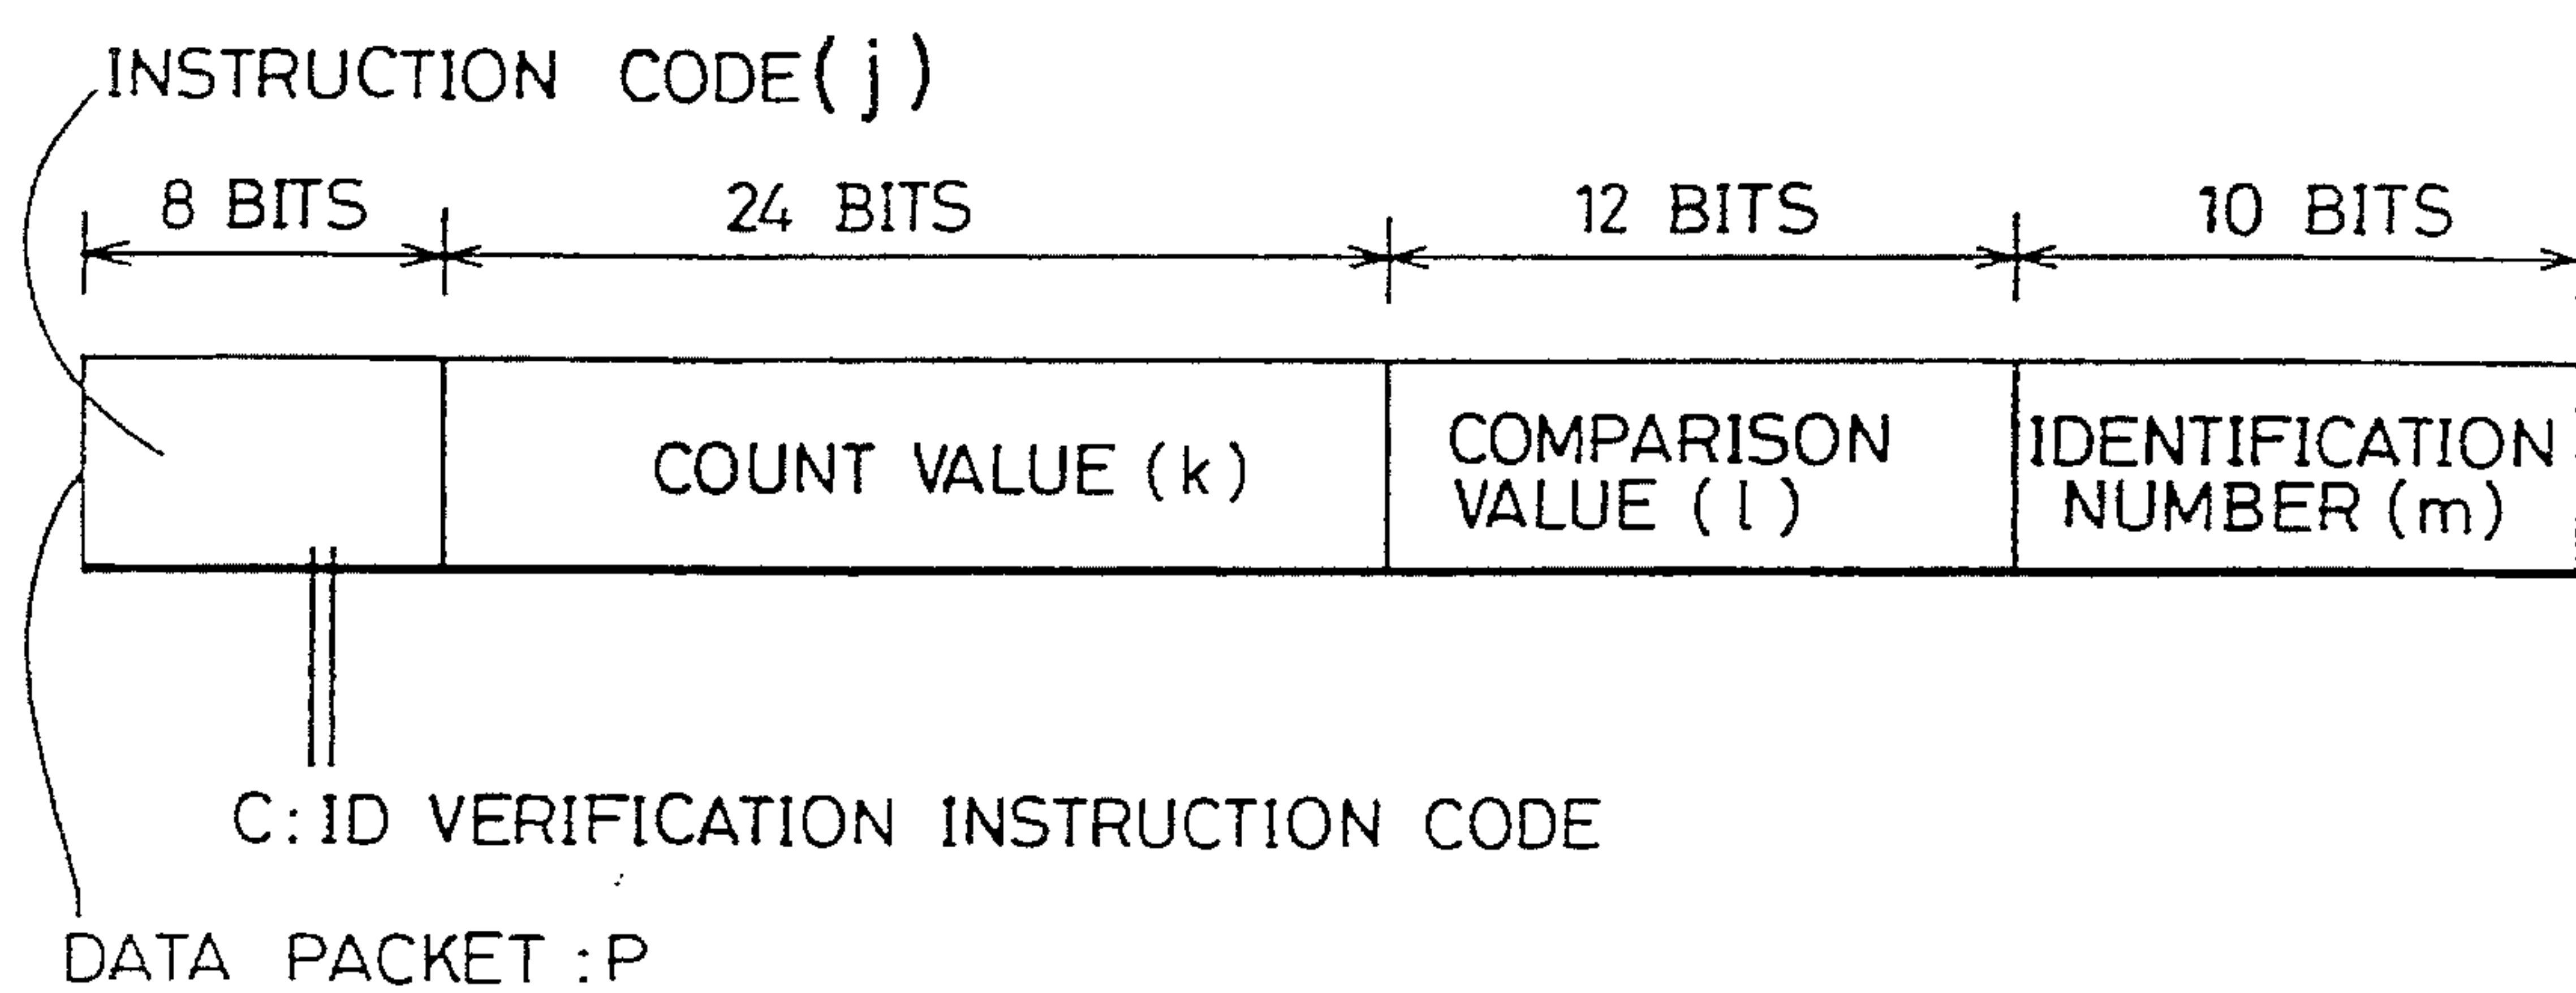 INSTRUCTION CODE(j)
8 BITS 24 BITS 12 BITS 10 BITS
COUNT VALUE (k)
COMPARISON
VALUE (l)
IDENTIFICATION
NUMBER (m)
C: ID VERIFICATION INSTRUCTION CODE
DATA PACKET :P